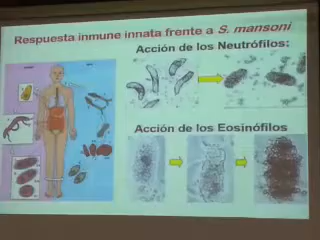 Respuesta inmune innata frente a S. mansoni
Acción de los Neutrófilos:
Acción de los Eosinófilos